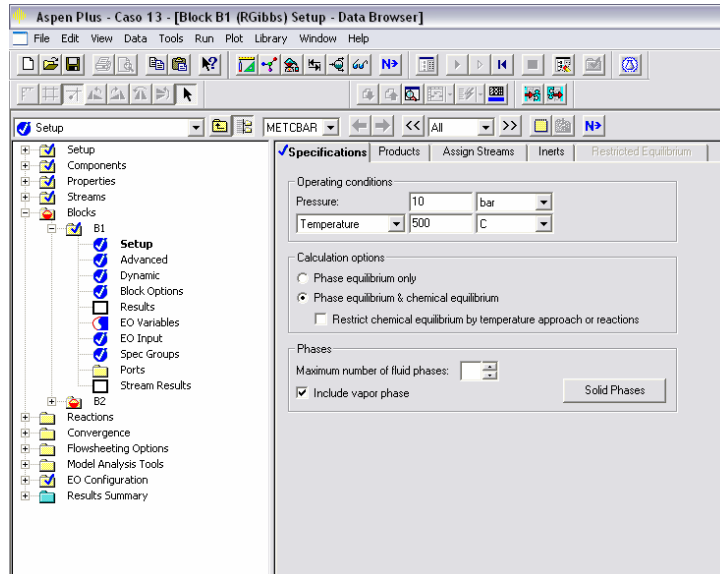 Aspen Plus - Caso 13 - [Block B1 (RGibbs) Setup - Data Browser]
File Edit View Data Tools Run Plot Library Window Help
N>
Setup METCBAR << All >> N>
Setup
Components
Properties
Streams
Blocks
B1
Setup
Advanced
Dynamic
Block Options
Results
EO Variables
EO Input
Spec Groups
Ports
Stream Results
B2
Reactions
Convergence
Flowsheeting Options
Model Analysis Tools
EO Configuration
Results Summary
Specifications Products Assign Streams Inerts Restricted Equilibrium
Operating conditions
Pressure: 10 bar
Temperature 500 C
Calculation options
Phase equilibrium only
Phase equilibrium & chemical equilibrium
Restrict chemical equilibrium by temperature approach or reactions
Phases
Maximum number of fluid phases:
Include vapor phase
Solid Phases